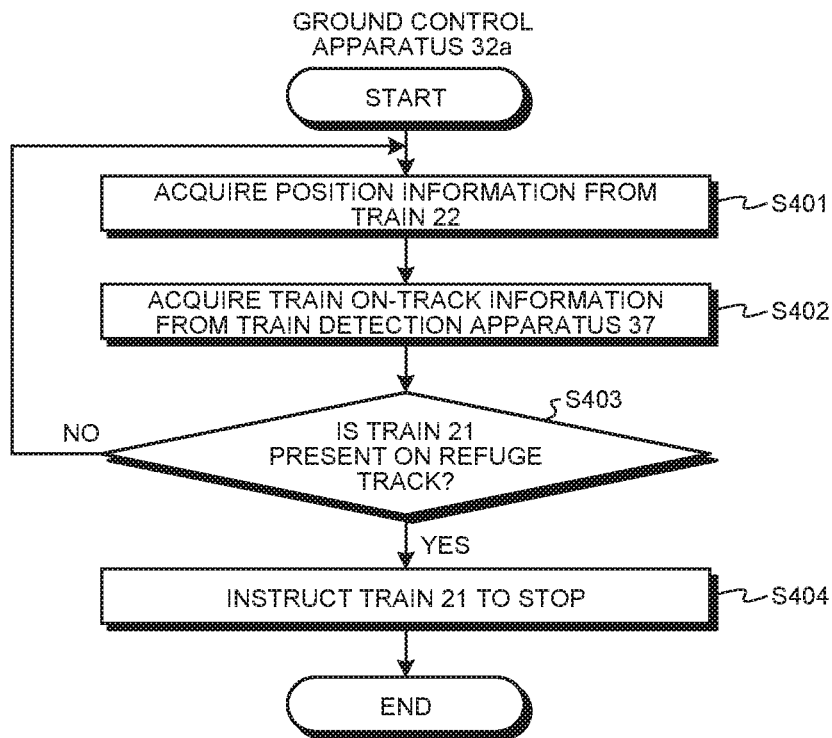 GROUND CONTROL
APPARATUS 32a
START
ACQUIRE POSITION INFORMATION FROM
TRAIN 22
S401
ACQUIRE TRAIN ON-TRACK INFORMATION
FROM TRAIN DETECTION APPARATUS 37
S402
S403
NO
IS TRAIN 21
PRESENT ON REFUGE
TRACK?
YES
INSTRUCT TRAIN 21 TO STOP
S404
END